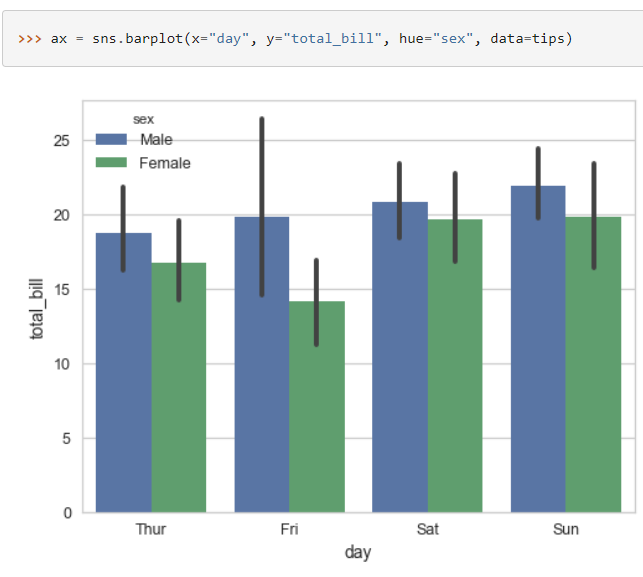 >>> ax = sns.barplot(x="day", y="total_bill", hue="sex", data=tips)
sex
Male
Female
25
20
15
10
5
0
total_bill
Thur Fri Sat Sun
day